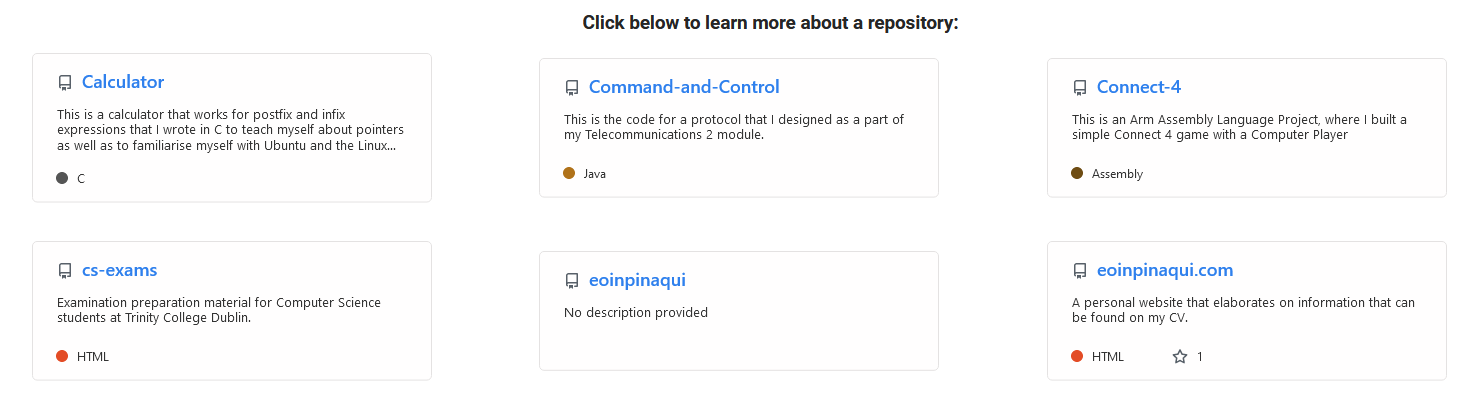 Click below to learn more about a repository:
Calculator
This is a calculator that works for postfix and infix
expressions that I wrote in C to teach myself about pointers
as well as to familiarise myself with Ubuntu and the Linux...
C
Command-and-Control
This is the code for a protocol that I designed as a part of
my Telecommunications 2 module.
Java
Connect-4
This is an Arm Assembly Language Project, where I built a
simple Connect 4 game with a Computer Player
Assembly
cs-exams
Examination preparation material for Computer Science
students at Trinity College Dublin.
HTML
eoinpinaqui
No description provided
eoinpinaqui.com
A personal website that elaborates on information that can
be found on my CV.
HTML 1